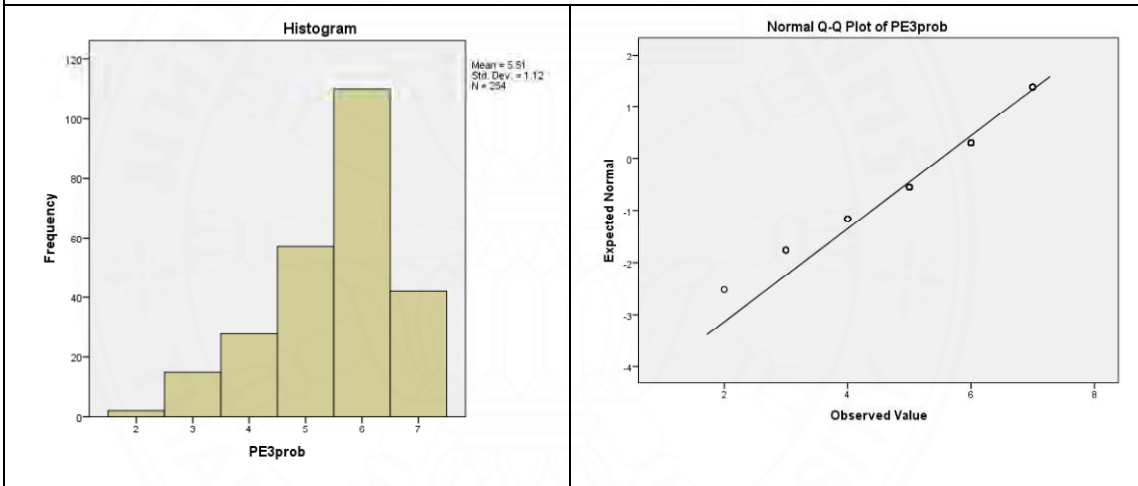 Histogram
120
100
80
60
40
20
0
Frequency
2 3 4 5 6 7
PE3prob
Mean = 5.51
Std. Dev. = 1.12
N = 254
Normal Q-Q Plot of PE3prob
2
1
0
-1
-2
-3
-4
Expected Normal
2 4 6 8
Observed Value